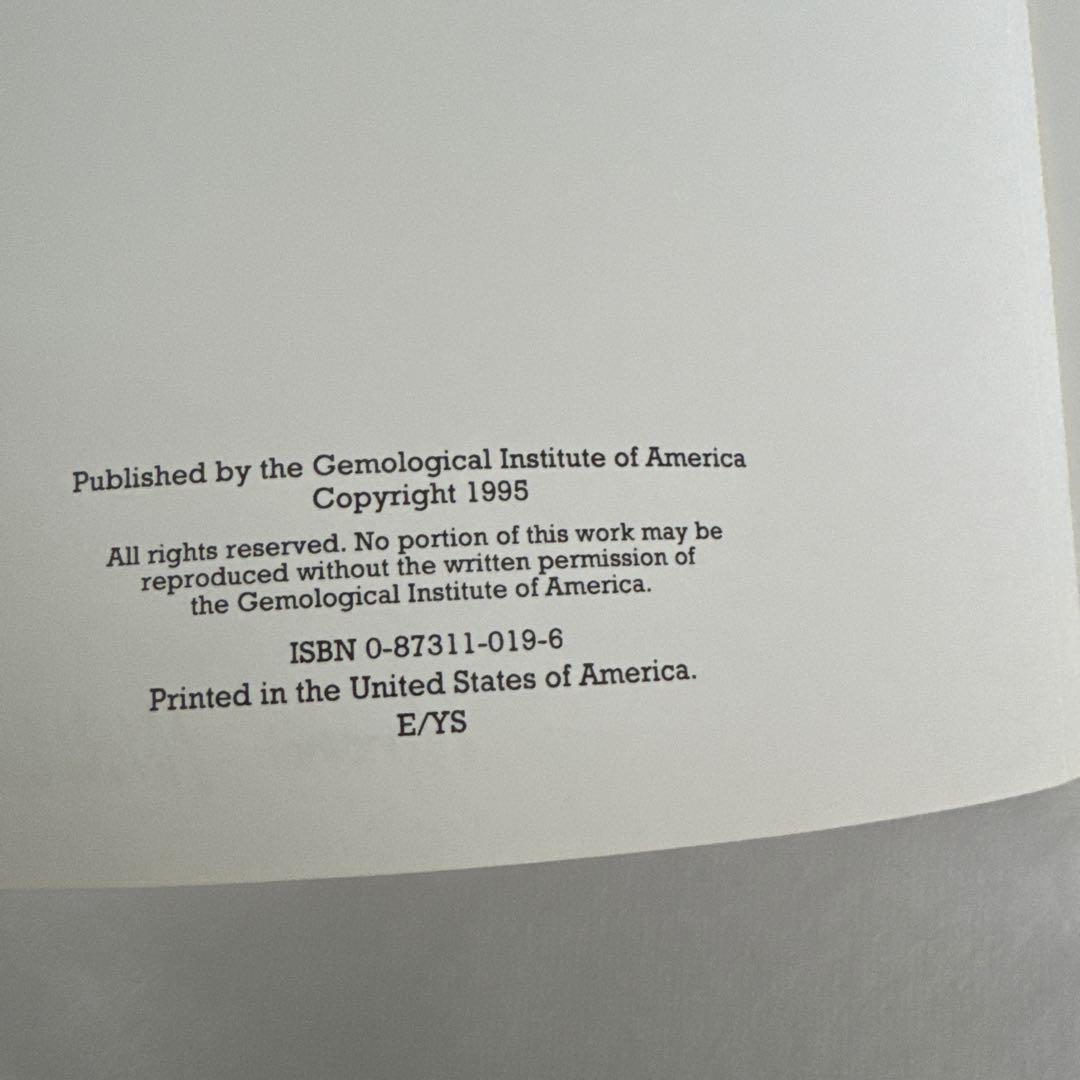 Published by the Gemological Institute of America
Copyright 1995
All rights reserved. No portion of this work may be
reproduced without the written permission of
the Gemological Institute of America.
ISBN 0-87311-019-6
Printed in the United States of America.
E/YS